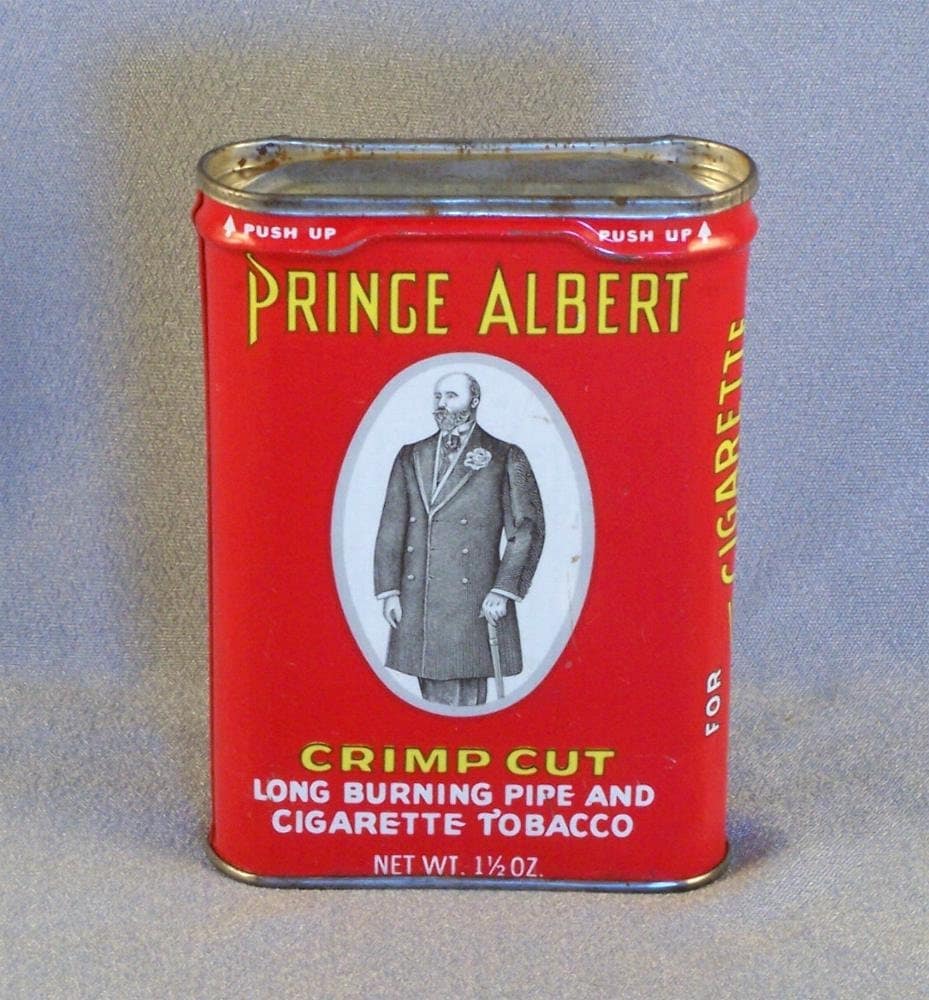 PUSH UP PUSH UP
PRINCE ALBERT
CRIMP CUT
LONG BURNING PIPE AND
CIGARETTE TOBACCO
NET WT. 1½ OZ.
FOR
CIGARETTE